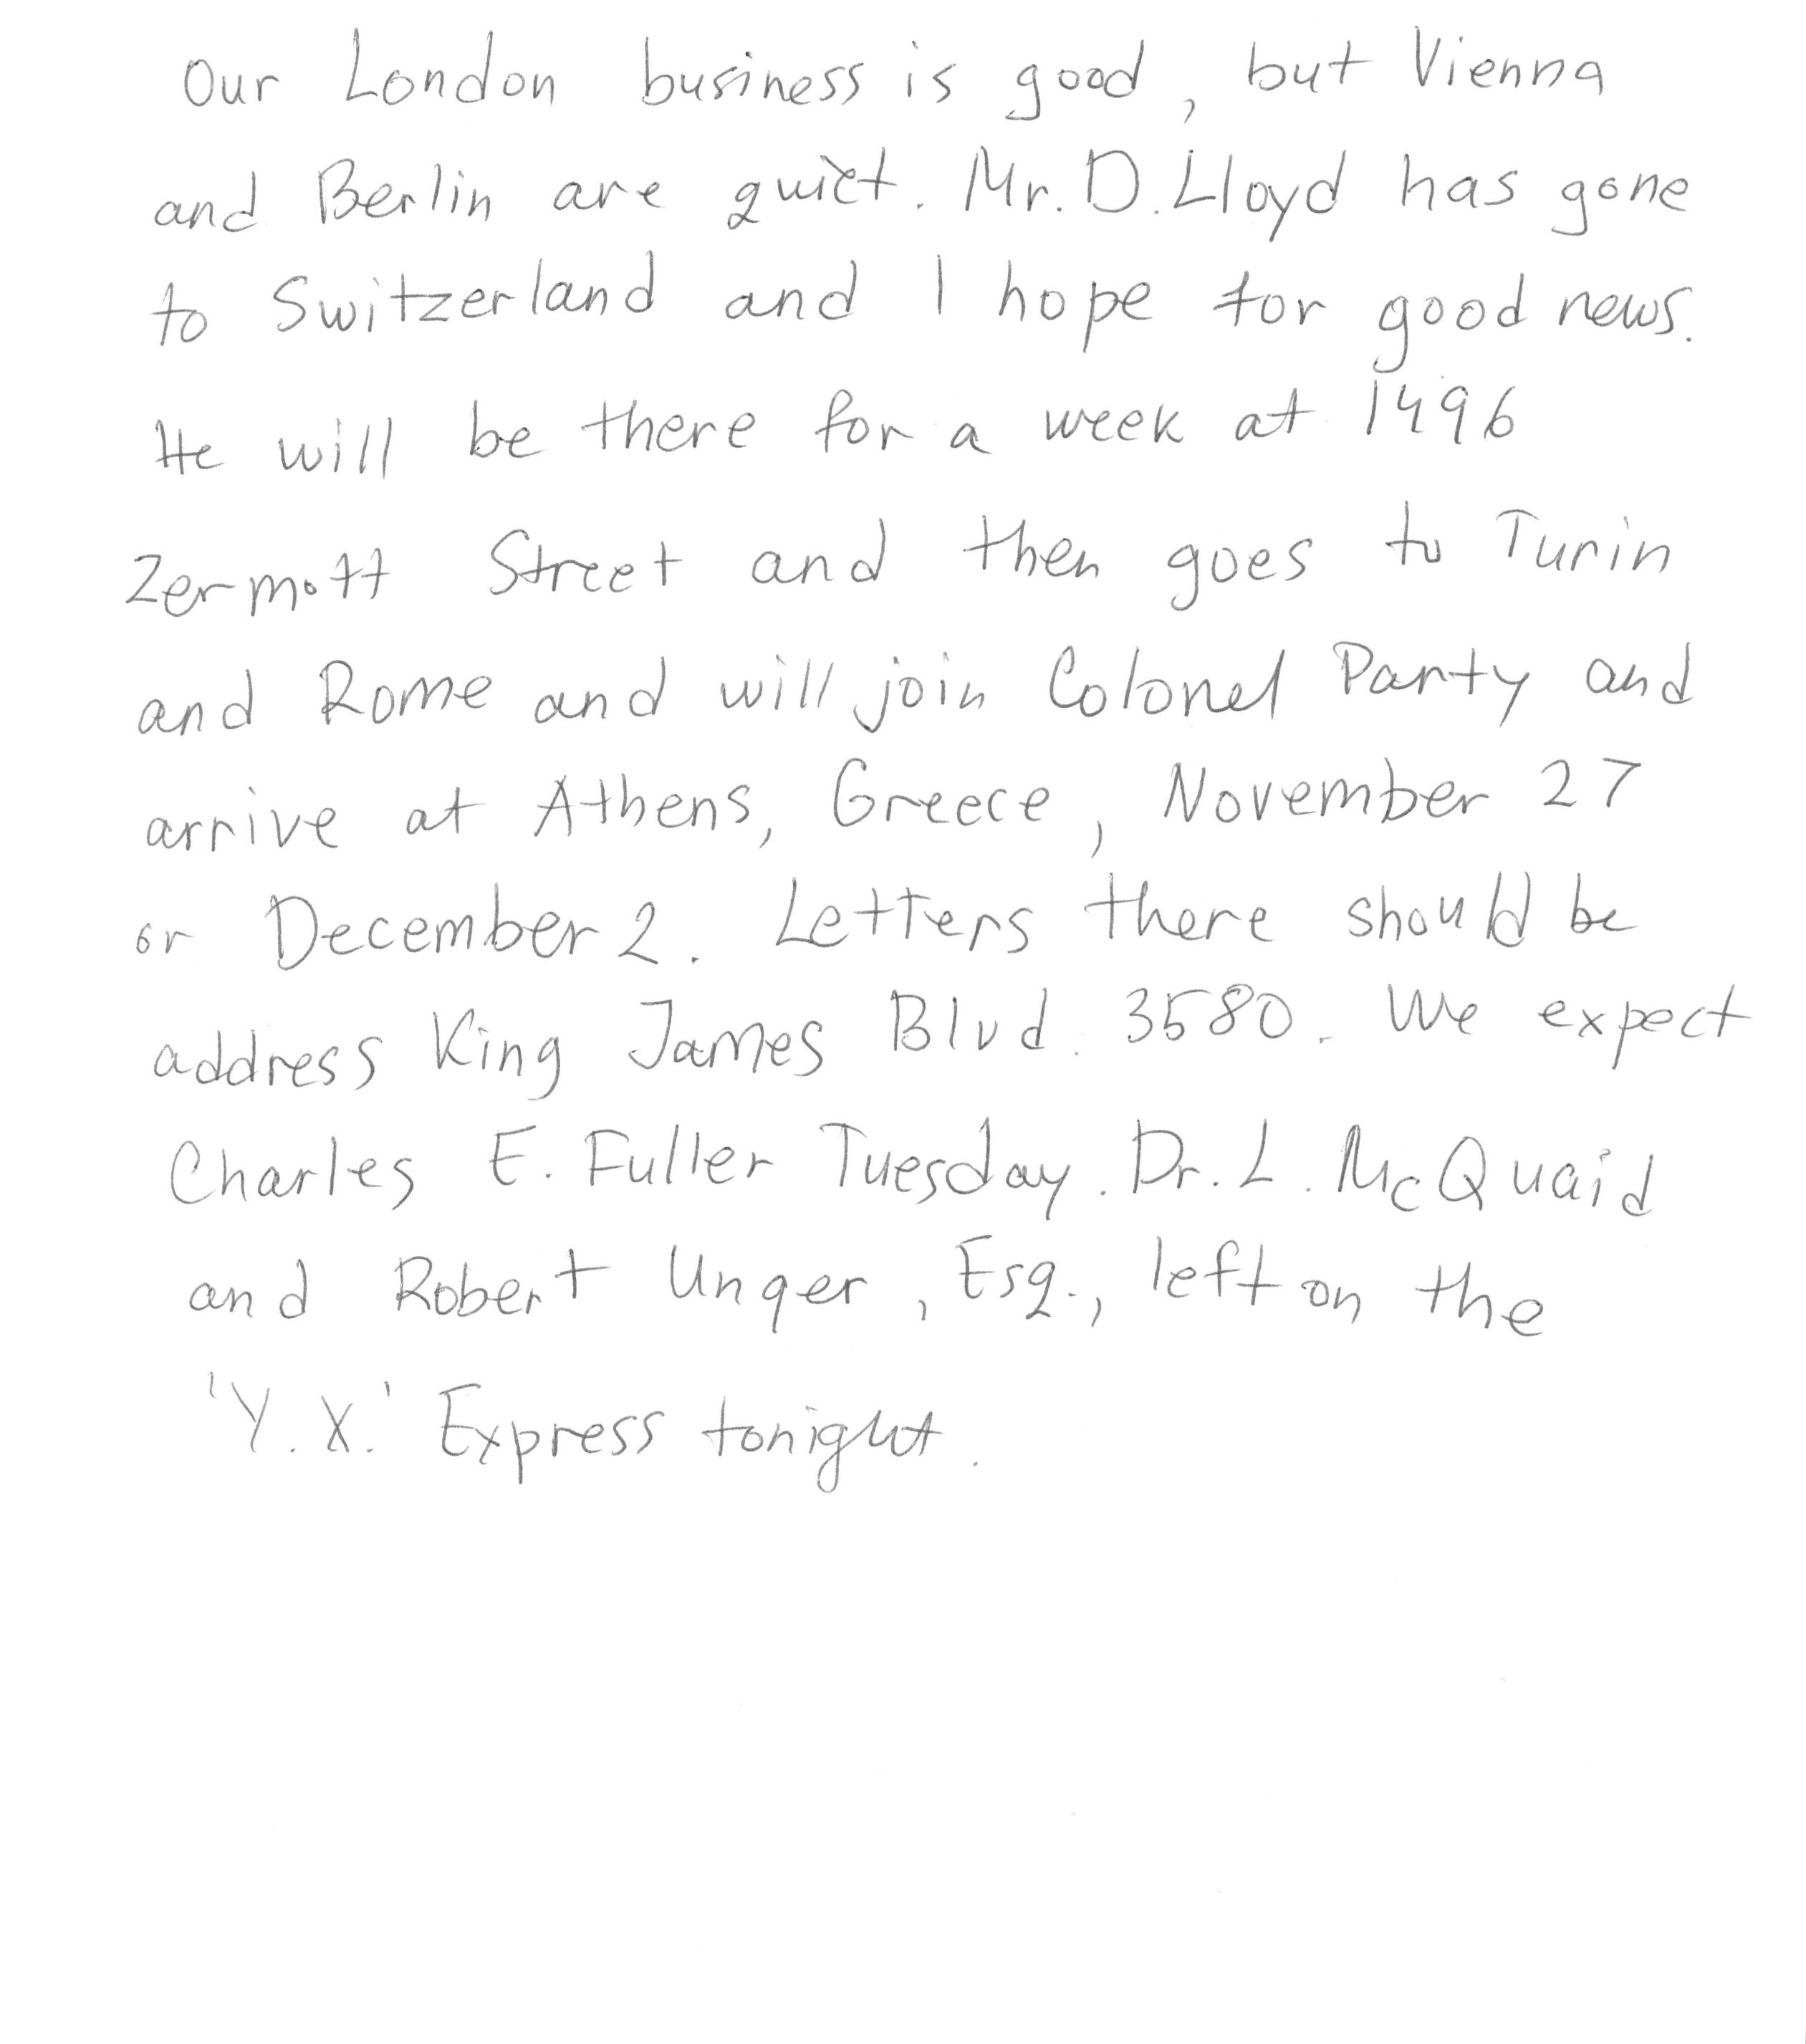 Our London business is good, but Vienna
and Berlin are quiet. Mr. D. Lloyd has gone
to Switzerland and I hope for good news.
He will be there for a week at 1496
Zermott Street and then goes to Turin
and Rome and will join Colonel Party and
arrive at Athens, Greece, November 27
or December 2. Letters there should be
address King James Blvd. 3580. We expect
Charles E. Fuller Tuesday. Dr. L. McQuaid
and Robert Unger, Esq., left on the
'Y.X.' Express tonight.